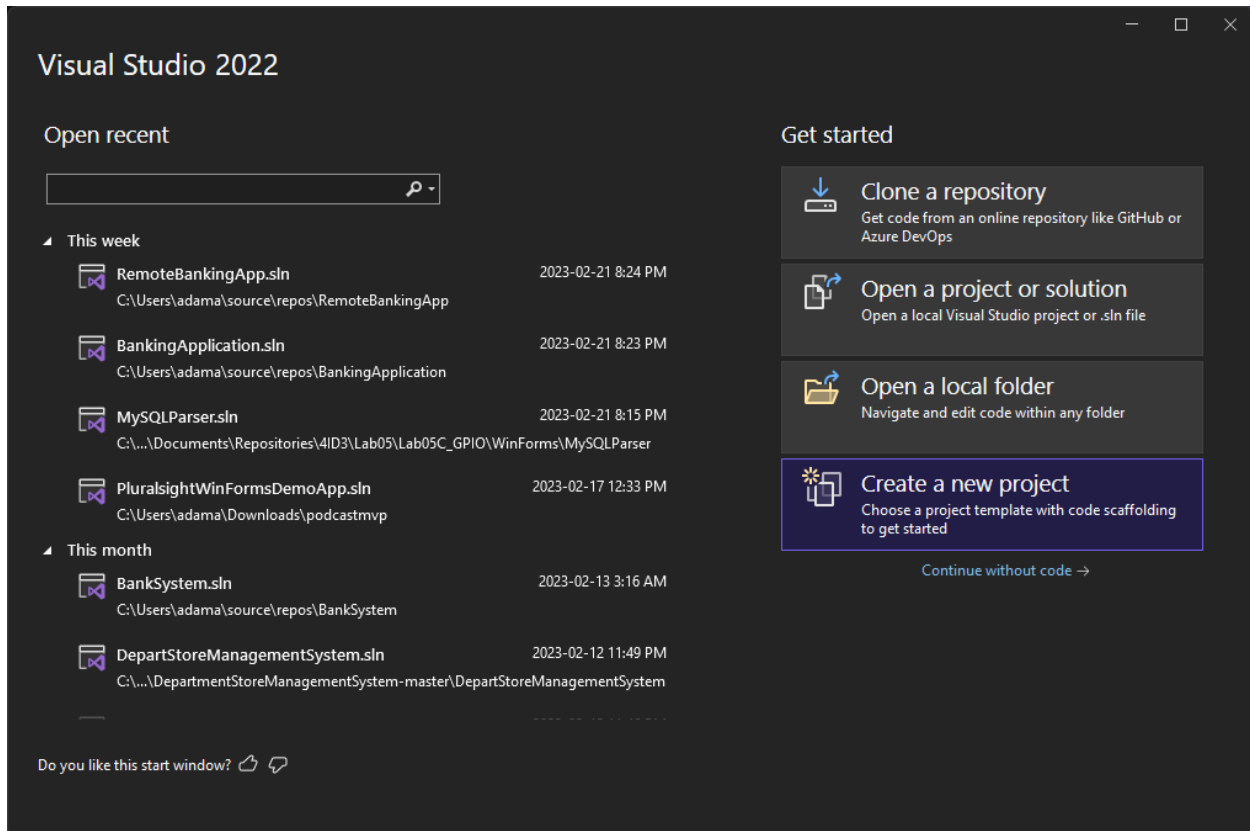 Visual Studio 2022
Open recent
This week
RemoteBankingApp.sln 2023-02-21 8:24 PM
C:\Users\adama\source\repos\RemoteBankingApp
BankingApplication.sln 2023-02-21 8:23 PM
C:\Users\adama\source\repos\BankingApplication
MySQLParser.sln 2023-02-21 8:15 PM
C:\...\Documents\Repositories\4ID3\Lab05\Lab05C_GPIO\WinForms\MySQLParser
PluralsightWinFormsDemoApp.sln 2023-02-17 12:33 PM
C:\Users\adama\Downloads\podcastmvp
This month
BankSystem.sln 2023-02-13 3:16 AM
C:\Users\adama\source\repos\BankSystem
DepartStoreManagementSystem.sln 2023-02-12 11:49 PM
C:\...\DepartmentStoreManagementSystem-master\DepartStoreManagementSystem
Do you like this start window?
Get started
Clone a repository
Get code from an online repository like GitHub or
Azure DevOps
Open a project or solution
Open a local Visual Studio project or .sln file
Open a local folder
Navigate and edit code within any folder
Create a new project
Choose a project template with code scaffolding
to get started
Continue without code →